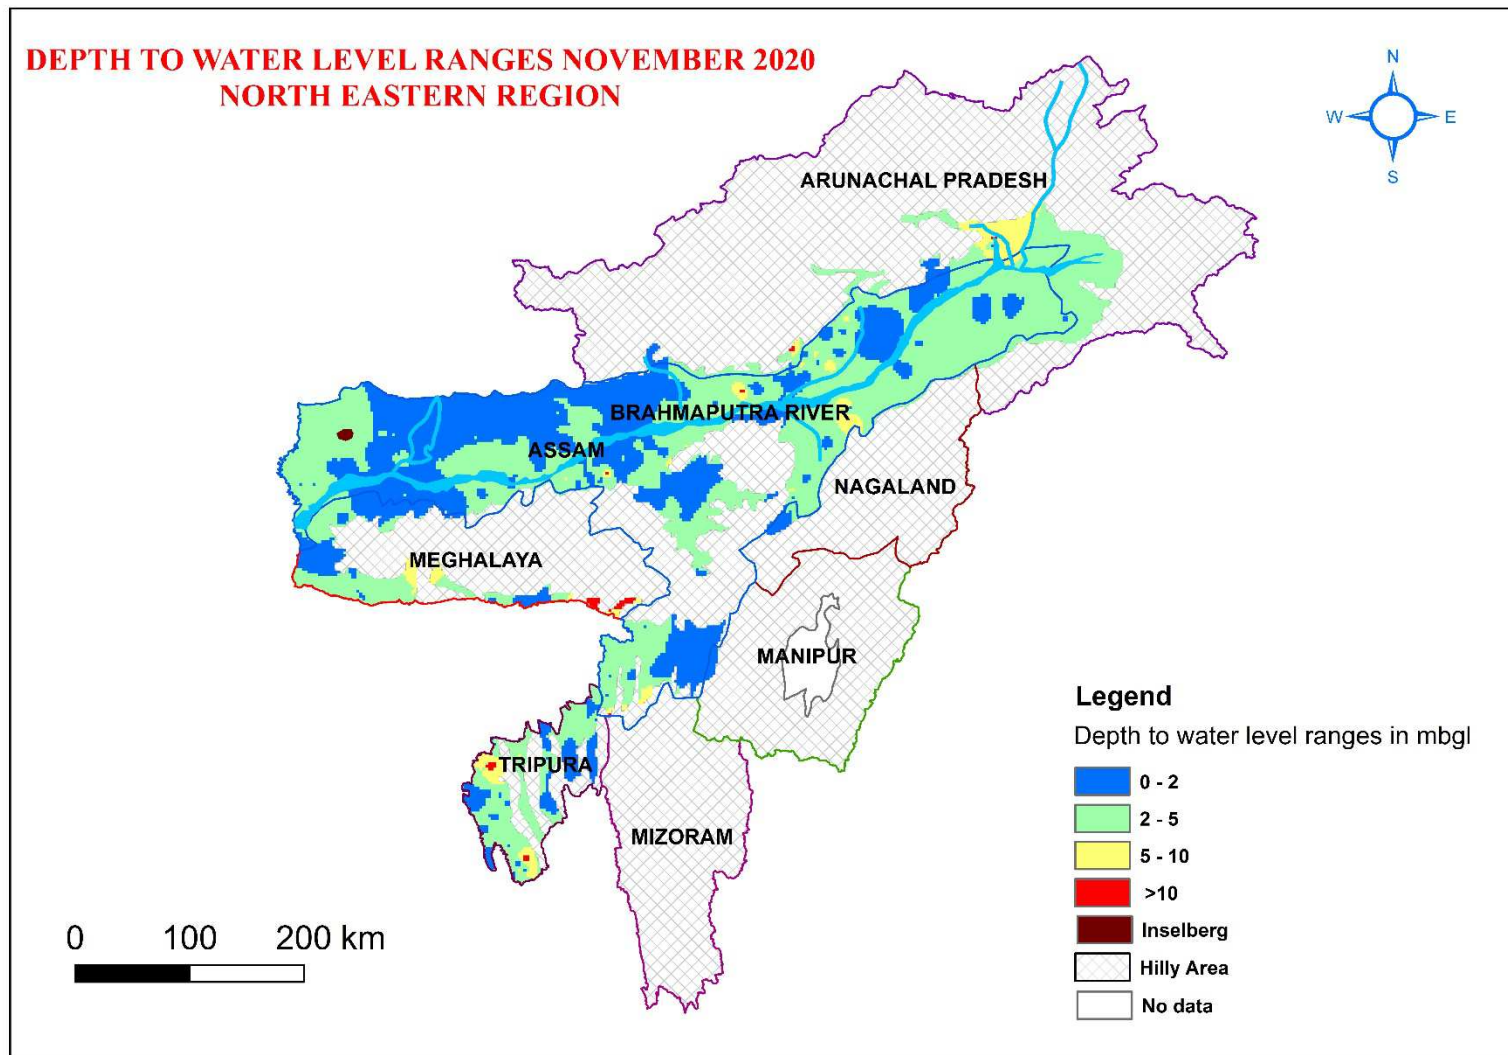 DEPTH TO WATER LEVEL RANGES NOVEMBER 2020
NORTH EASTERN REGION
N
W E
S
ARUNACHAL PRADESH
BRAHMAPUTRA RIVER
ASSAM
NAGALAND
MEGHALAYA
MANIPUR
TRIPURA
MIZORAM
Legend
Depth to water level ranges in mbgl
0 - 2
2 - 5
5 - 10
>10
Inselberg
Hilly Area
No data
0 100 200 km